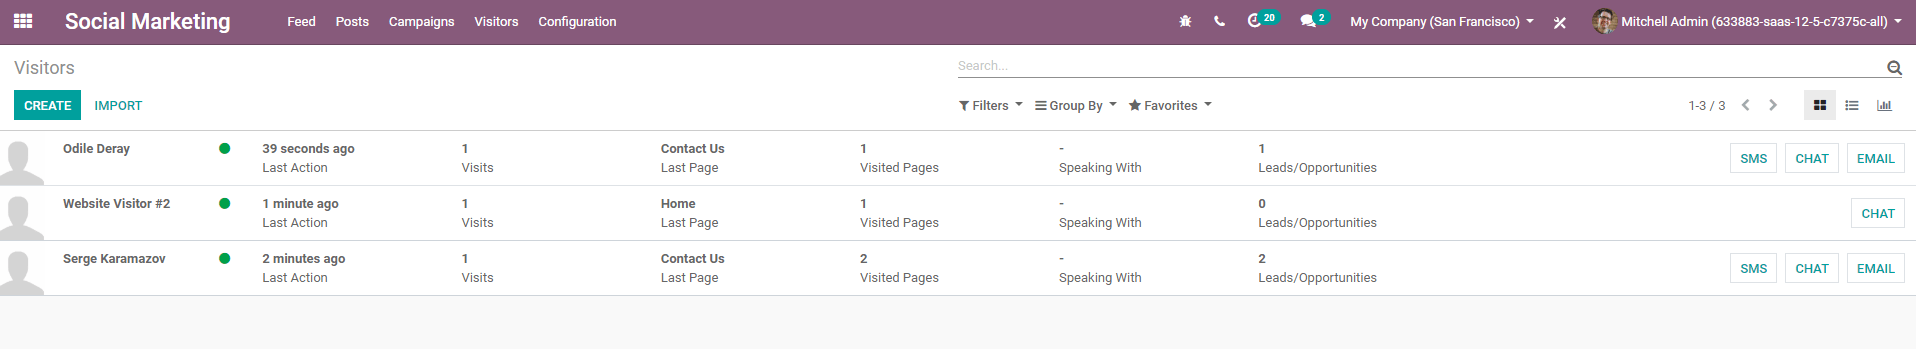 Social Marketing Feed Posts Campaigns Visitors Configuration 20 2 My Company (San Francisco) Mitchell Admin (633883-saas-12-5-c7375c-all)
Visitors Search...
CREATE IMPORT Filters Group By Favorites 1-3 / 3
Odile Deray 39 seconds ago 1 Contact Us 1 - 1
Last Action Visits Last Page Visited Pages Speaking With Leads/Opportunities SMS CHAT EMAIL
Website Visitor #2 1 minute ago 1 Home 1 - 0
Last Action Visits Last Page Visited Pages Speaking With Leads/Opportunities CHAT
Serge Karamazov 2 minutes ago 1 Contact Us 2 - 2
Last Action Visits Last Page Visited Pages Speaking With Leads/Opportunities SMS CHAT EMAIL